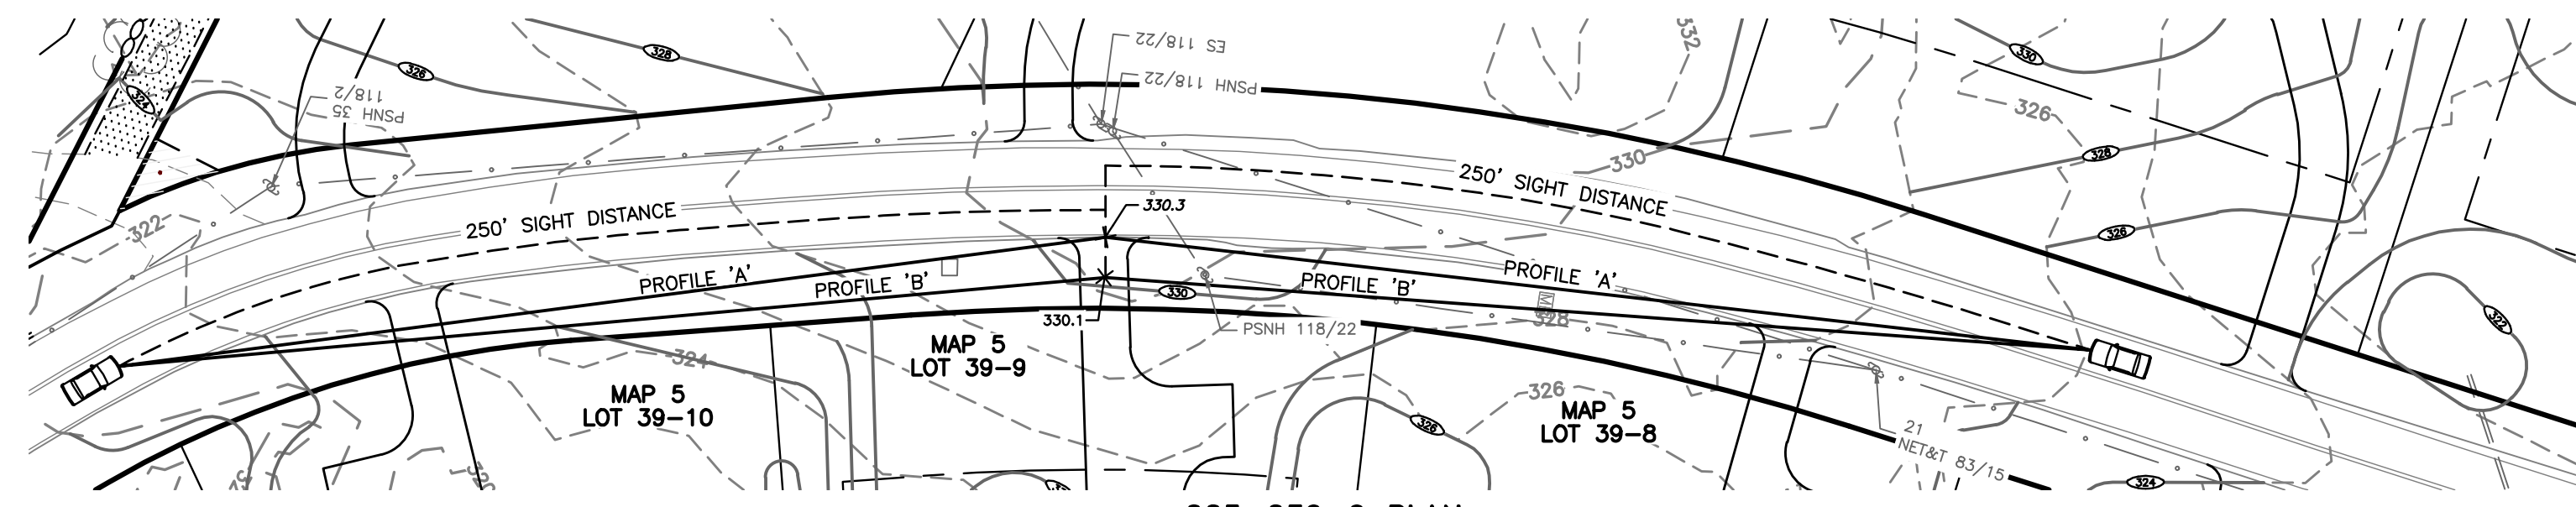 ES 118/22
PSNH 118/22
328
326
324
118/2
PSNH 35
332
330
326
328
330
326
322
250' SIGHT DISTANCE
250' SIGHT DISTANCE
330.3
PROFILE 'A'
PROFILE 'B'
PROFILE 'A'
PROFILE 'B'
330
330.1
PSNH 118/22
328
322
324
MAP 5
LOT 39-9
MAP 5
LOT 39-10
326
MAP 5
LOT 39-8
326
21
NET&T 83/15
324
320